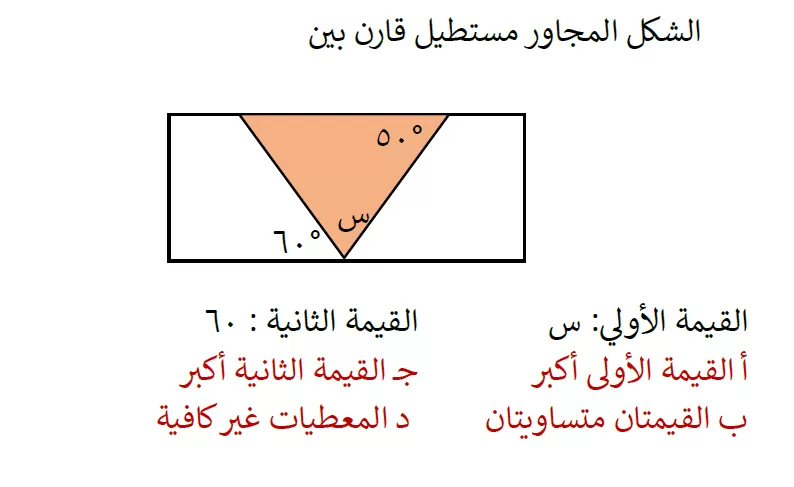 الشكل المجاور مستطيل قارن بين
٥٠°
س
٦٠°
القيمة الأولي: س القيمة الثانية : ٦٠
أ القيمة الأولى أكبر جـ القيمة الثانية أكبر
ب القيمتان متساويتان د المعطيات غير كافية